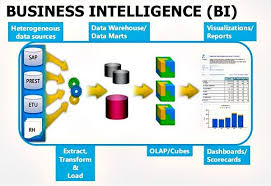 BUSINESS INTELLIGENCE (BI)
Heterogeneous
data sources
Data Warehouse/
Data Marts
Visualizations/
Reports
SAP
PREST
ETU
RH
Extract,
Transform
&
Load
OLAP/Cubes
Dashboards/
Scorecards